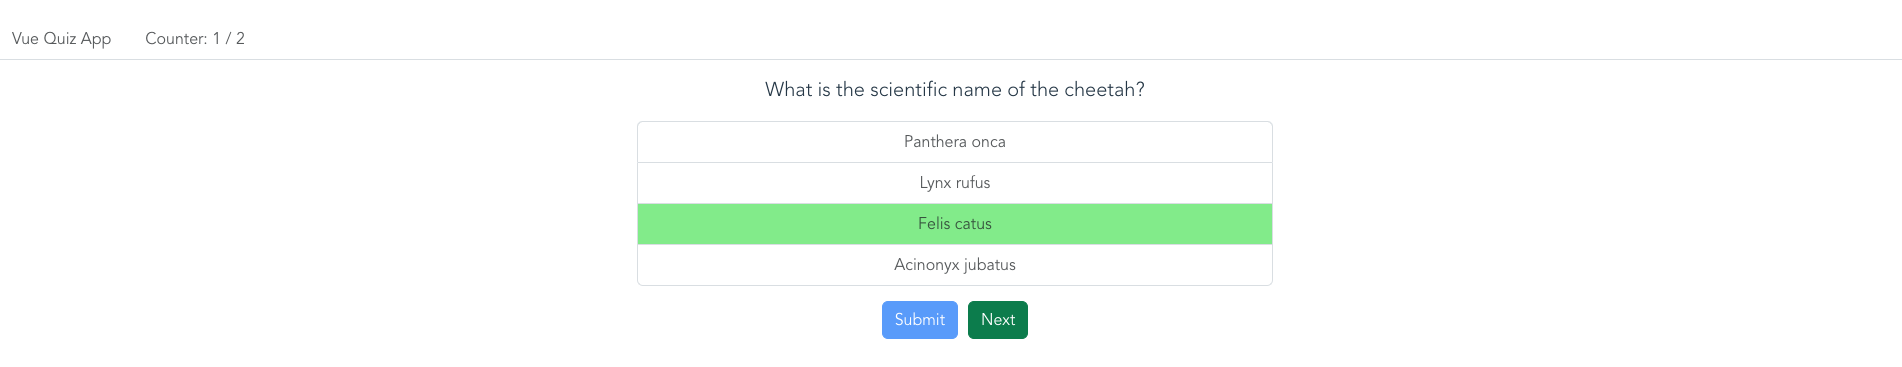 Vue Quiz App Counter: 1 / 2
What is the scientific name of the cheetah?
Panthera onca
Lynx rufus
Felis catus
Acinonyx jubatus
Submit Next